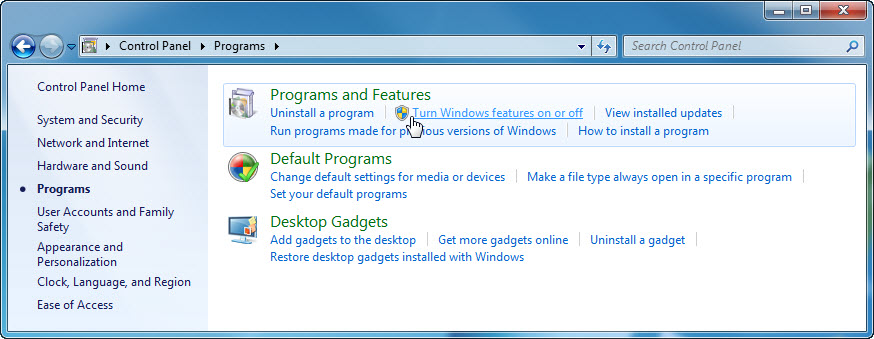 Control Panel Programs
Search Control Panel
Control Panel Home
System and Security
Network and Internet
Hardware and Sound
Programs
User Accounts and Family
Safety
Appearance and
Personalization
Clock, Language, and Region
Ease of Access
Programs and Features
Uninstall a program Turn Windows features on or off View installed updates
Run programs made for previous versions of Windows How to install a program
Default Programs
Change default settings for media or devices Make a file type always open in a specific program
Set your default programs
Desktop Gadgets
Add gadgets to the desktop Get more gadgets online Uninstall a gadget
Restore desktop gadgets installed with Windows